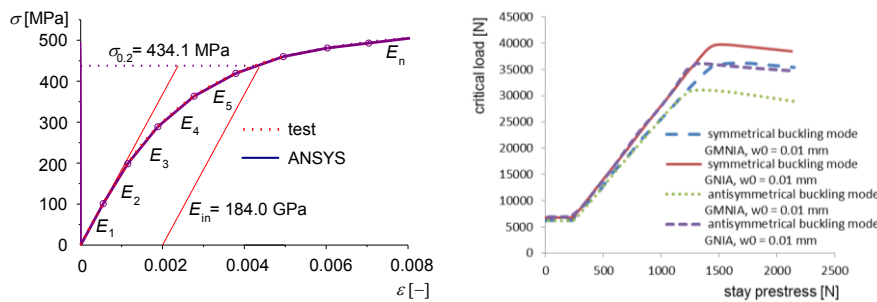 σ [MPa]
500
400
300
200
100
0
σ0.2 = 434.1 MPa
En
E5
E4
E3
E2
E1
test
ANSYS
Ein = 184.0 GPa
0
0.002
0.004
0.006
0.008
ε [−]
critical load [N]
45000
40000
35000
30000
25000
20000
15000
10000
5000
0
0
500
1000
1500
2000
2500
stay prestress [N]
symmetrical buckling mode
GMNIA, w0 = 0.01 mm
symmetrical buckling mode
GNIA, w0 = 0.01 mm
antisymmetrical buckling mode
GMNIA, w0 = 0.01 mm
antisymmetrical buckling mode
GNIA, w0 = 0.01 mm